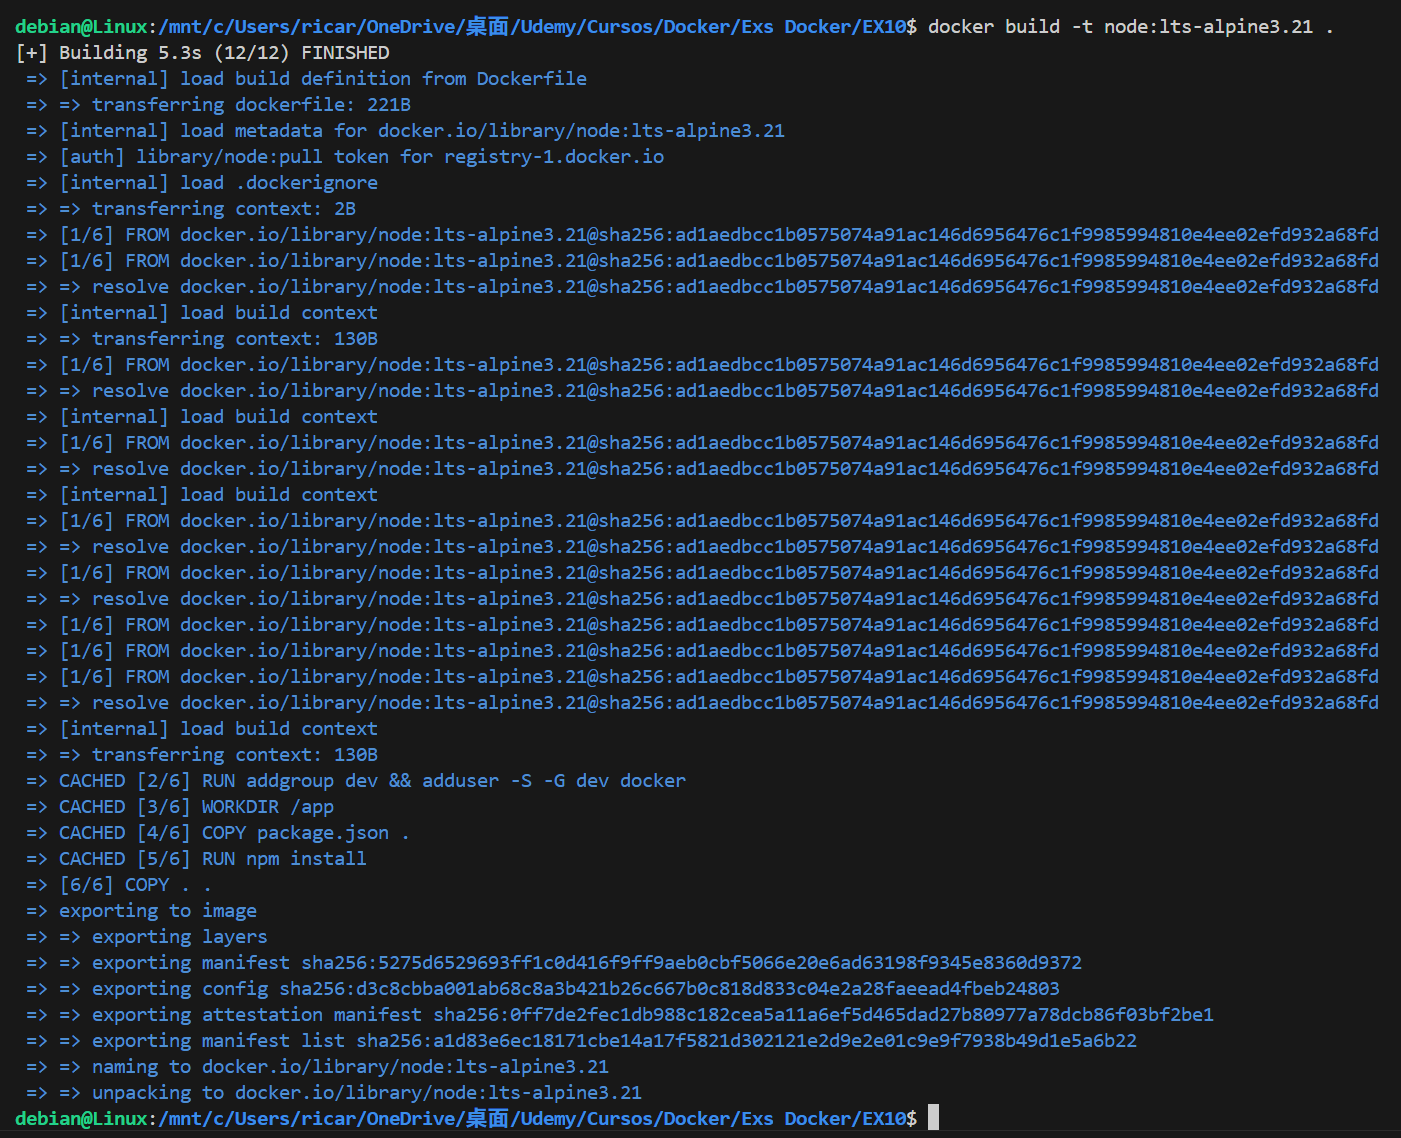 debian@Linux:/mnt/c/Users/ricar/OneDrive/桌面/Udemy/Cursos/Docker/Exs Docker/EX10$ docker build -t node:lts-alpine3.21 .
[+] Building 5.3s (12/12) FINISHED
=> [internal] load build definition from Dockerfile
=> => transferring dockerfile: 221B
=> [internal] load metadata for docker.io/library/node:lts-alpine3.21
=> [auth] library/node:pull token for registry-1.docker.io
=> [internal] load .dockerignore
=> => transferring context: 2B
=> [1/6] FROM docker.io/library/node:lts-alpine3.21@sha256:ad1aedbcc1b0575074a91ac146d6956476c1f9985994810e4ee02efd932a68fd
=> [1/6] FROM docker.io/library/node:lts-alpine3.21@sha256:ad1aedbcc1b0575074a91ac146d6956476c1f9985994810e4ee02efd932a68fd
=> => resolve docker.io/library/node:lts-alpine3.21@sha256:ad1aedbcc1b0575074a91ac146d6956476c1f9985994810e4ee02efd932a68fd
=> [internal] load build context
=> => transferring context: 130B
=> [1/6] FROM docker.io/library/node:lts-alpine3.21@sha256:ad1aedbcc1b0575074a91ac146d6956476c1f9985994810e4ee02efd932a68fd
=> => resolve docker.io/library/node:lts-alpine3.21@sha256:ad1aedbcc1b0575074a91ac146d6956476c1f9985994810e4ee02efd932a68fd
=> [internal] load build context
=> [1/6] FROM docker.io/library/node:lts-alpine3.21@sha256:ad1aedbcc1b0575074a91ac146d6956476c1f9985994810e4ee02efd932a68fd
=> => resolve docker.io/library/node:lts-alpine3.21@sha256:ad1aedbcc1b0575074a91ac146d6956476c1f9985994810e4ee02efd932a68fd
=> [internal] load build context
=> [1/6] FROM docker.io/library/node:lts-alpine3.21@sha256:ad1aedbcc1b0575074a91ac146d6956476c1f9985994810e4ee02efd932a68fd
=> => resolve docker.io/library/node:lts-alpine3.21@sha256:ad1aedbcc1b0575074a91ac146d6956476c1f9985994810e4ee02efd932a68fd
=> [1/6] FROM docker.io/library/node:lts-alpine3.21@sha256:ad1aedbcc1b0575074a91ac146d6956476c1f9985994810e4ee02efd932a68fd
=> => resolve docker.io/library/node:lts-alpine3.21@sha256:ad1aedbcc1b0575074a91ac146d6956476c1f9985994810e4ee02efd932a68fd
=> [1/6] FROM docker.io/library/node:lts-alpine3.21@sha256:ad1aedbcc1b0575074a91ac146d6956476c1f9985994810e4ee02efd932a68fd
=> [1/6] FROM docker.io/library/node:lts-alpine3.21@sha256:ad1aedbcc1b0575074a91ac146d6956476c1f9985994810e4ee02efd932a68fd
=> [1/6] FROM docker.io/library/node:lts-alpine3.21@sha256:ad1aedbcc1b0575074a91ac146d6956476c1f9985994810e4ee02efd932a68fd
=> => resolve docker.io/library/node:lts-alpine3.21@sha256:ad1aedbcc1b0575074a91ac146d6956476c1f9985994810e4ee02efd932a68fd
=> [internal] load build context
=> => transferring context: 130B
=> CACHED [2/6] RUN addgroup dev && adduser -S -G dev docker
=> CACHED [3/6] WORKDIR /app
=> CACHED [4/6] COPY package.json .
=> CACHED [5/6] RUN npm install
=> [6/6] COPY . .
=> exporting to image
=> => exporting layers
=> => exporting manifest sha256:5275d6529693ff1c0d416f9ff9aeb0cbf5066e20e6ad63198f9345e8360d9372
=> => exporting config sha256:d3c8cbba001ab68c8a3b421b26c667b0c818d833c04e2a28faeead4fbeb24803
=> => exporting attestation manifest sha256:0ff7de2fec1db988c182cea5a11a6ef5d465dad27b80977a78dcb86f03bf2be1
=> => exporting manifest list sha256:a1d83e6ec18171cbe14a17f5821d302121e2d9e2e01c9e9f7938b49d1e5a6b22
=> => naming to docker.io/library/node:lts-alpine3.21
=> => unpacking to docker.io/library/node:lts-alpine3.21
debian@Linux:/mnt/c/Users/ricar/OneDrive/桌面/Udemy/Cursos/Docker/Exs Docker/EX10$